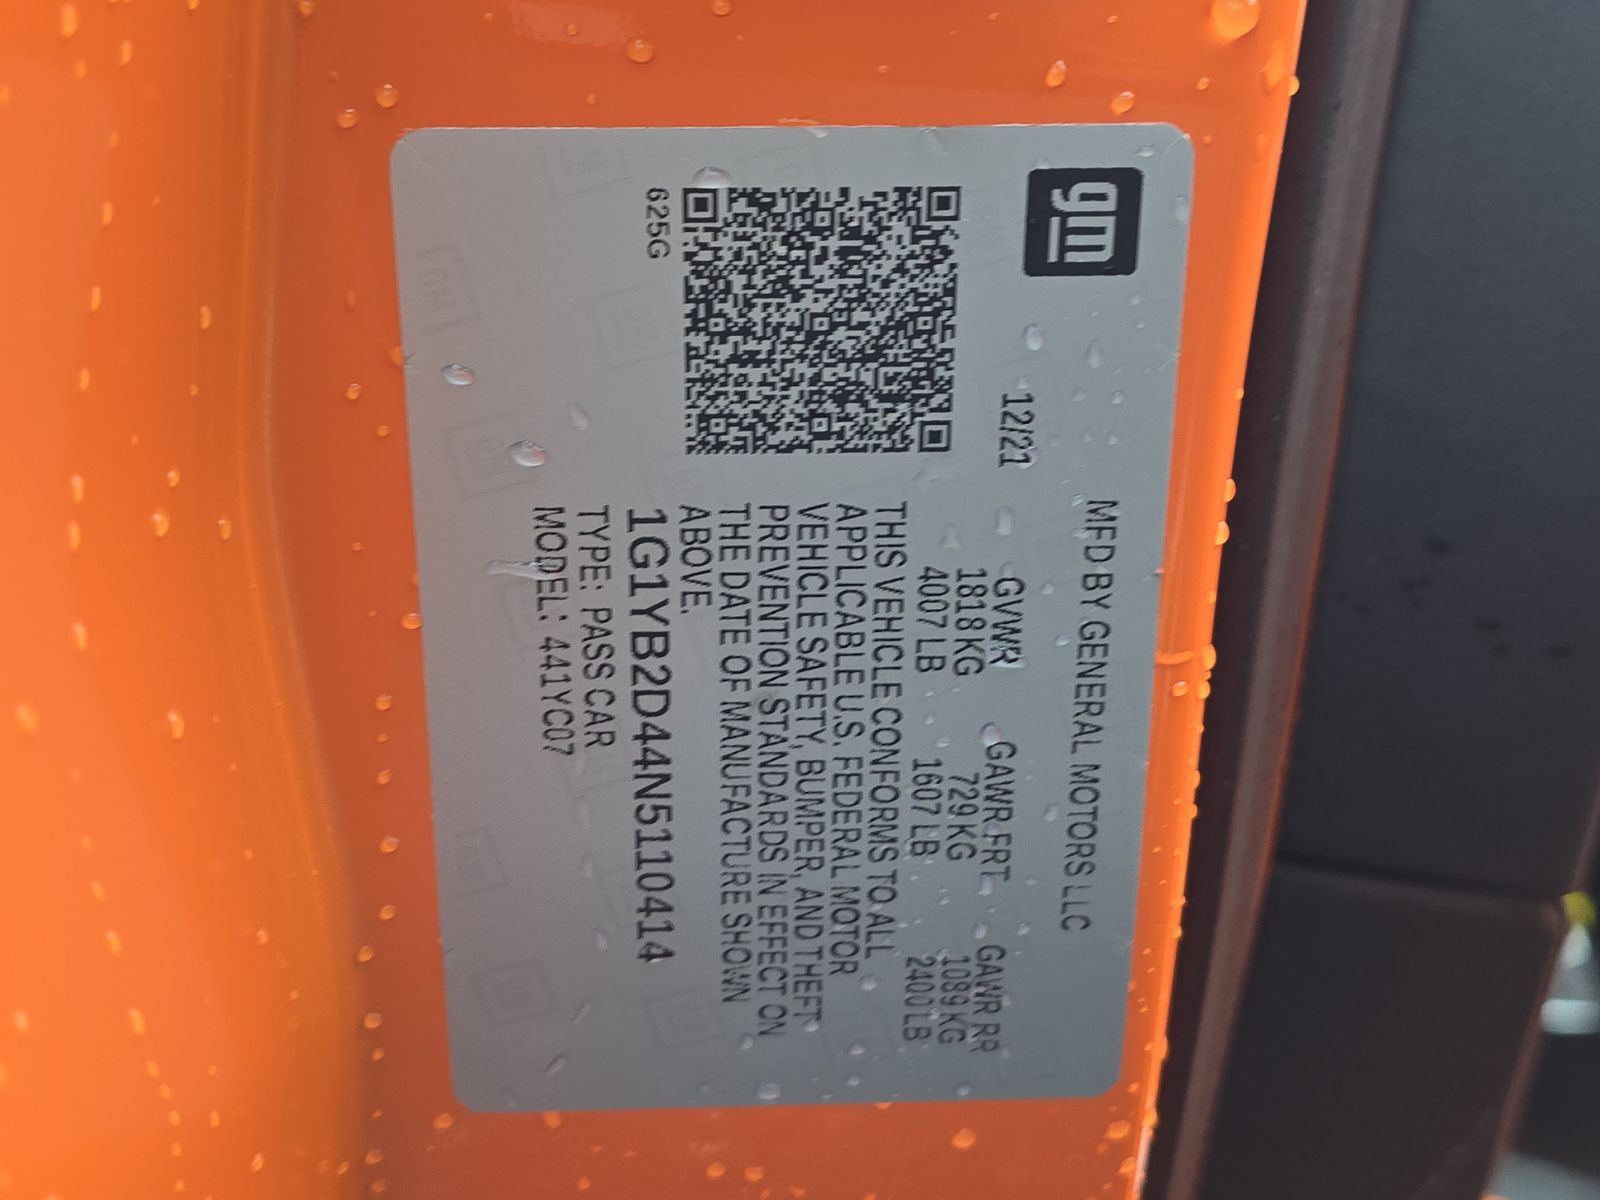 gm
MFD BY GENERAL MOTORS LLC
12/21
GVWR GAWR FRT GAWR RR
1818 KG 729 KG 1089 KG
4007 LB 1607 LB 2400 LB
THIS VEHICLE CONFORMS TO ALL
APPLICABLE U.S. FEDERAL MOTOR
VEHICLE SAFETY, BUMPER, AND THEFT
PREVENTION STANDARDS IN EFFECT ON
THE DATE OF MANUFACTURE SHOWN
ABOVE.
1G1YB2D44N5110414
TYPE: PASS CAR
MODEL: 441YC07
625G